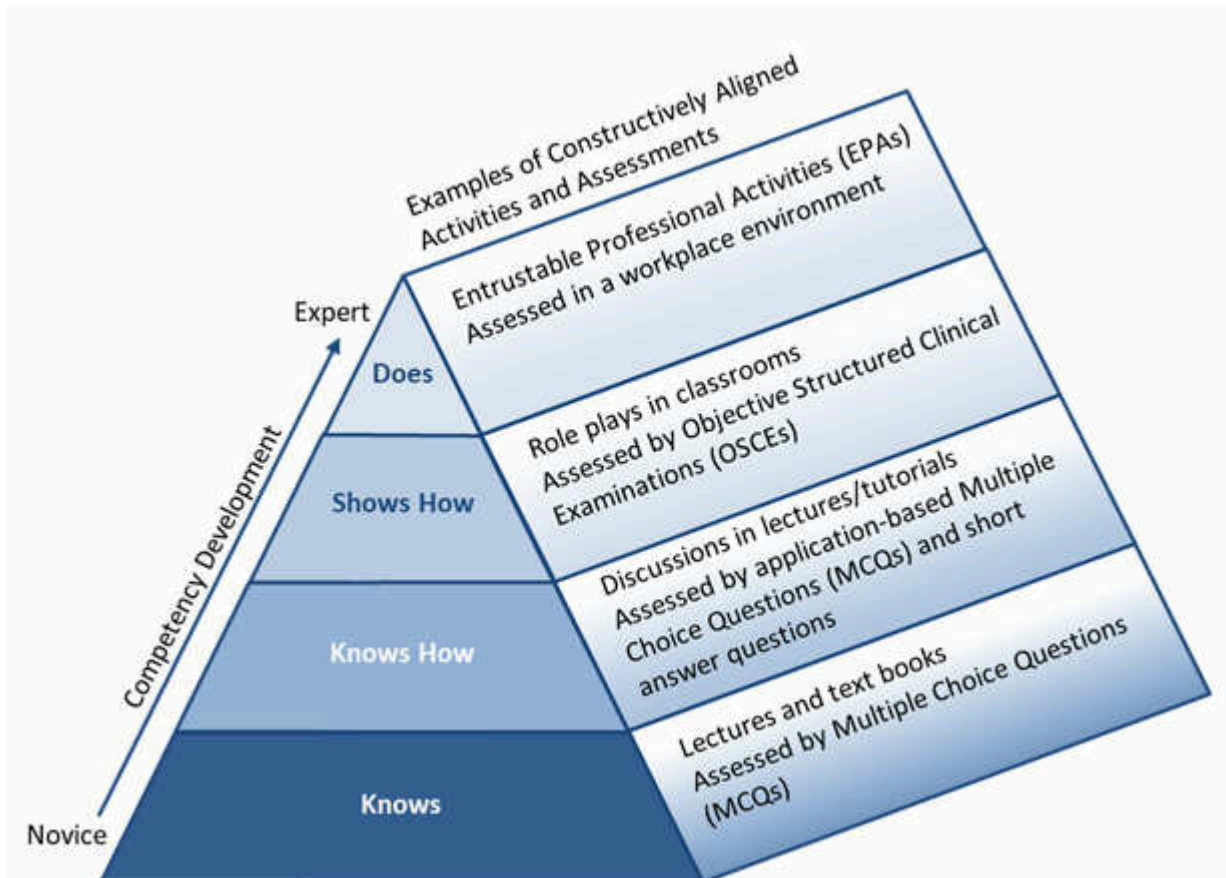 Examples of Constructively Aligned
Activities and Assessments
Entrustable Professional Activities (EPAs)
Assessed in a workplace environment
Expert
Does
Role plays in classrooms
Assessed by Objective Structured Clinical
Examinations (OSCEs)
Shows How
Discussions in lectures/tutorials
Assessed by application-based Multiple
Choice Questions (MCQs) and short
answer questions
Competency Development
Knows How
Lectures and text books
Assessed by Multiple Choice Questions
(MCQs)
Knows
Novice